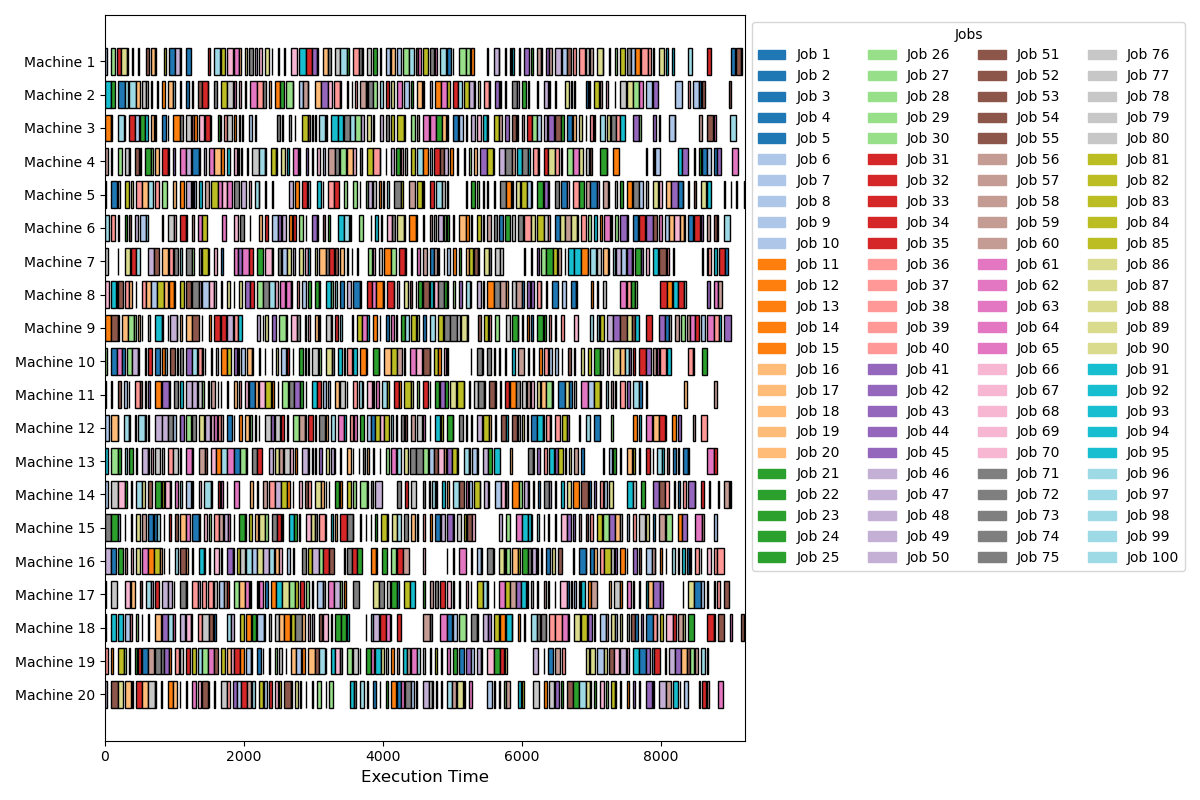 Machine 1
Machine 2
Machine 3
Machine 4
Machine 5
Machine 6
Machine 7
Machine 8
Machine 9
Machine 10
Machine 11
Machine 12
Machine 13
Machine 14
Machine 15
Machine 16
Machine 17
Machine 18
Machine 19
Machine 20
0 2000 4000 6000 8000
Execution Time
Jobs
Job 1 Job 26 Job 51 Job 76
Job 2 Job 27 Job 52 Job 77
Job 3 Job 28 Job 53 Job 78
Job 4 Job 29 Job 54 Job 79
Job 5 Job 30 Job 55 Job 80
Job 6 Job 31 Job 56 Job 81
Job 7 Job 32 Job 57 Job 82
Job 8 Job 33 Job 58 Job 83
Job 9 Job 34 Job 59 Job 84
Job 10 Job 35 Job 60 Job 85
Job 11 Job 36 Job 61 Job 86
Job 12 Job 37 Job 62 Job 87
Job 13 Job 38 Job 63 Job 88
Job 14 Job 39 Job 64 Job 89
Job 15 Job 40 Job 65 Job 90
Job 16 Job 41 Job 66 Job 91
Job 17 Job 42 Job 67 Job 92
Job 18 Job 43 Job 68 Job 93
Job 19 Job 44 Job 69 Job 94
Job 20 Job 45 Job 70 Job 95
Job 21 Job 46 Job 71 Job 96
Job 22 Job 47 Job 72 Job 97
Job 23 Job 48 Job 73 Job 98
Job 24 Job 49 Job 74 Job 99
Job 25 Job 50 Job 75 Job 100